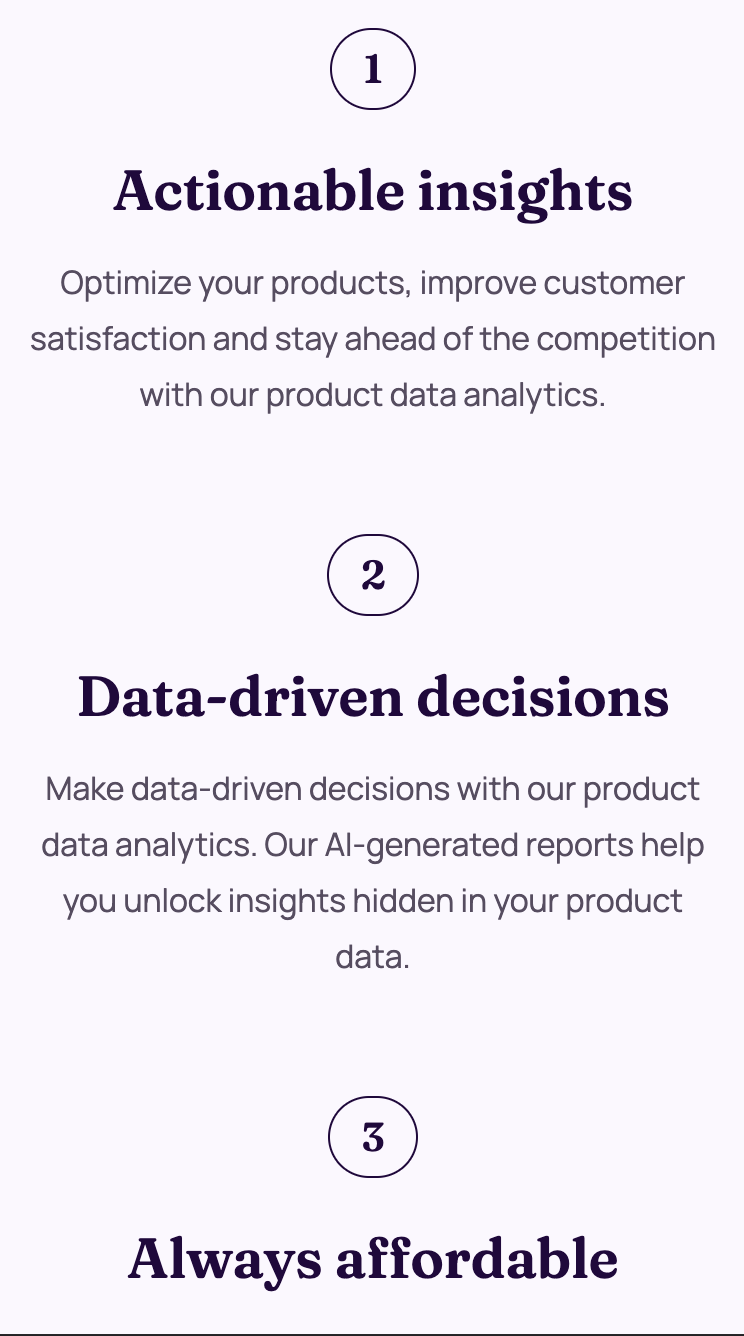 1
Actionable insights
Optimize your products, improve customer
satisfaction and stay ahead of the competition
with our product data analytics.
2
Data-driven decisions
Make data-driven decisions with our product
data analytics. Our AI-generated reports help
you unlock insights hidden in your product
data.
3
Always affordable